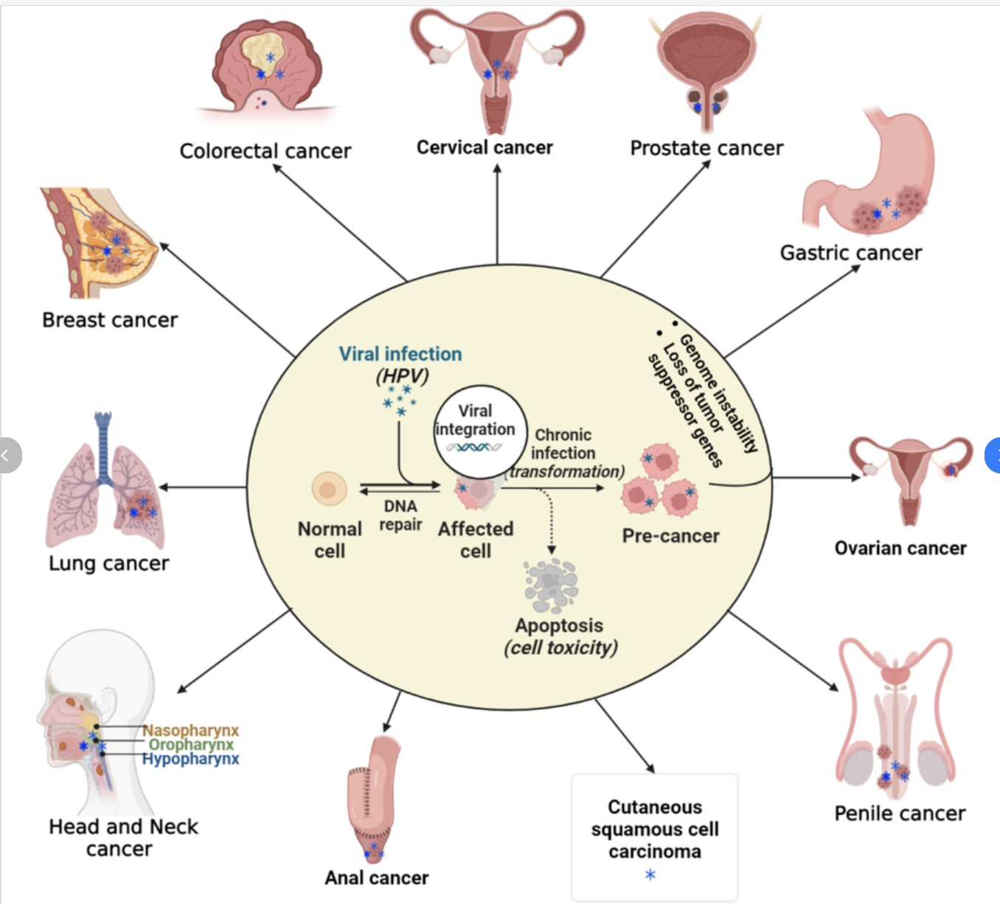 Colorectal cancer
Cervical cancer
Prostate cancer
Gastric cancer
Breast cancer
Viral infection
(HPV)
Viral
integration
Chronic
infection
(transformation)
• Genome instability
• Loss of tumor
suppressor genes
DNA
repair
Normal
cell
Affected
cell
Pre-cancer
Apoptosis
(cell toxicity)
Lung cancer
Ovarian cancer
Nasopharynx
Oropharynx
Hypopharynx
Head and Neck
cancer
Anal cancer
Cutaneous
squamous cell
carcinoma
Penile cancer